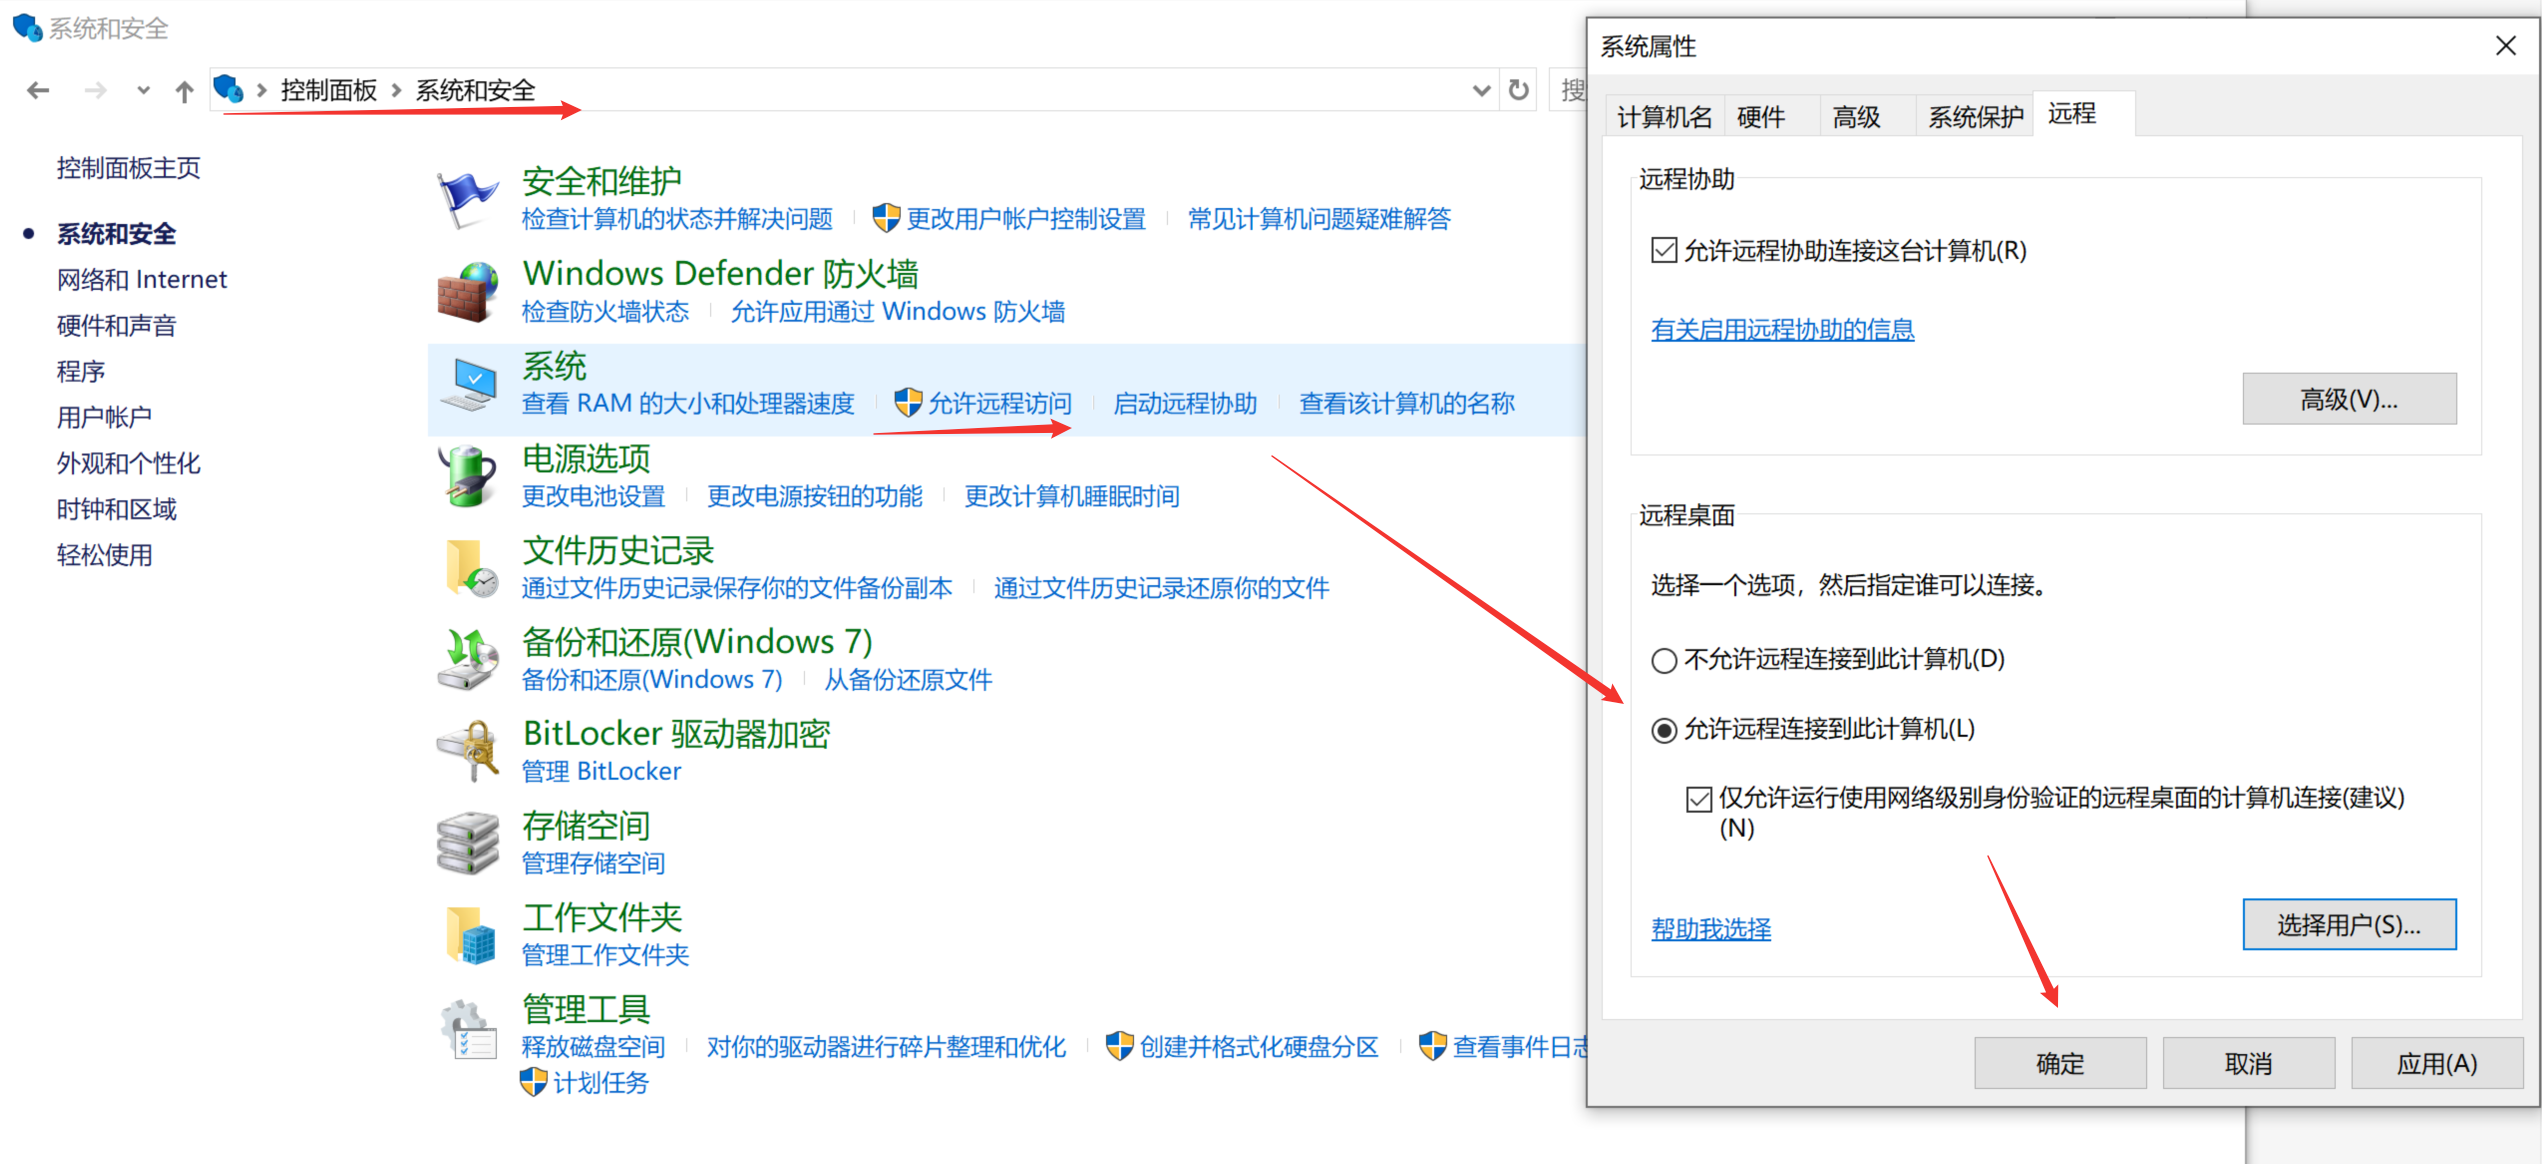 系统和安全
控制面板 系统和安全
搜
控制面板主页
系统和安全
网络和 Internet
硬件和声音
程序
用户帐户
外观和个性化
时钟和区域
轻松使用
安全和维护
检查计算机的状态并解决问题 更改用户帐户控制设置 常见计算机问题疑难解答
Windows Defender 防火墙
检查防火墙状态 允许应用通过 Windows 防火墙
系统
查看 RAM 的大小和处理器速度 允许远程访问 启动远程协助 查看该计算机的名称
电源选项
更改电池设置 更改电源按钮的功能 更改计算机睡眠时间
文件历史记录
通过文件历史记录保存你的文件备份副本 通过文件历史记录还原你的文件
备份和还原(Windows 7)
备份和还原(Windows 7) 从备份还原文件
BitLocker 驱动器加密
管理 BitLocker
存储空间
管理存储空间
工作文件夹
管理工作文件夹
管理工具
释放磁盘空间 对你的驱动器进行碎片整理和优化 创建并格式化硬盘分区 查看事件日志
计划任务
系统属性
计算机名 硬件 高级 系统保护 远程
远程协助
允许远程协助连接这台计算机(R)
有关启用远程协助的信息
高级(V)...
远程桌面
选择一个选项，然后指定谁可以连接。
不允许远程连接到此计算机(D)
允许远程连接到此计算机(L)
仅允许运行使用网络级别身份验证的远程桌面的计算机连接(建议)
(N)
帮助我选择 选择用户(S)...
确定 取消 应用(A)